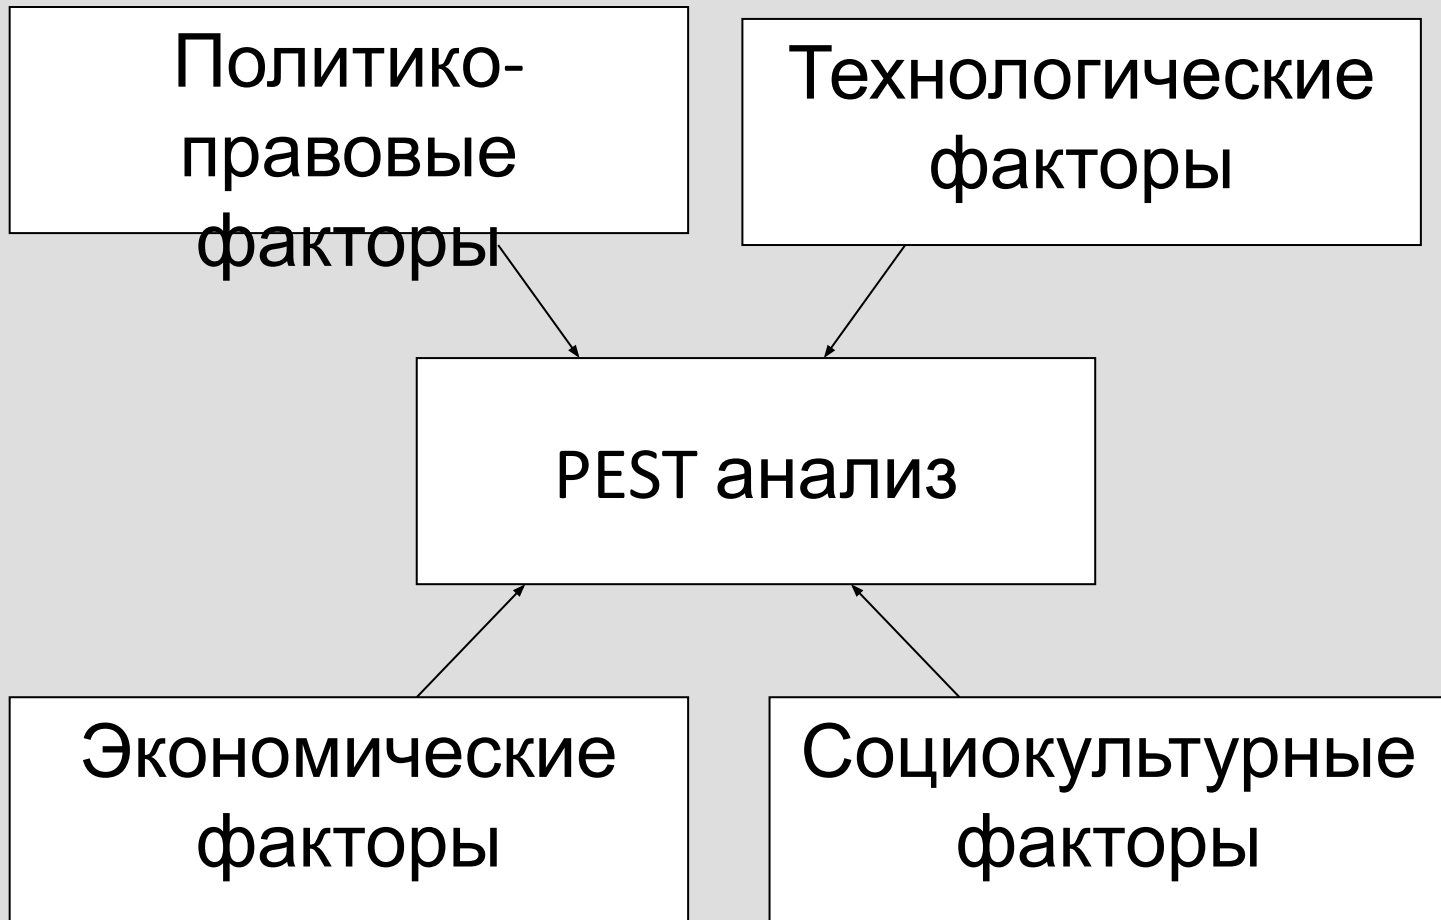 Политико-
правовые
факторы
Технологические
факторы
PEST анализ
Экономические
факторы
Социокультурные
факторы